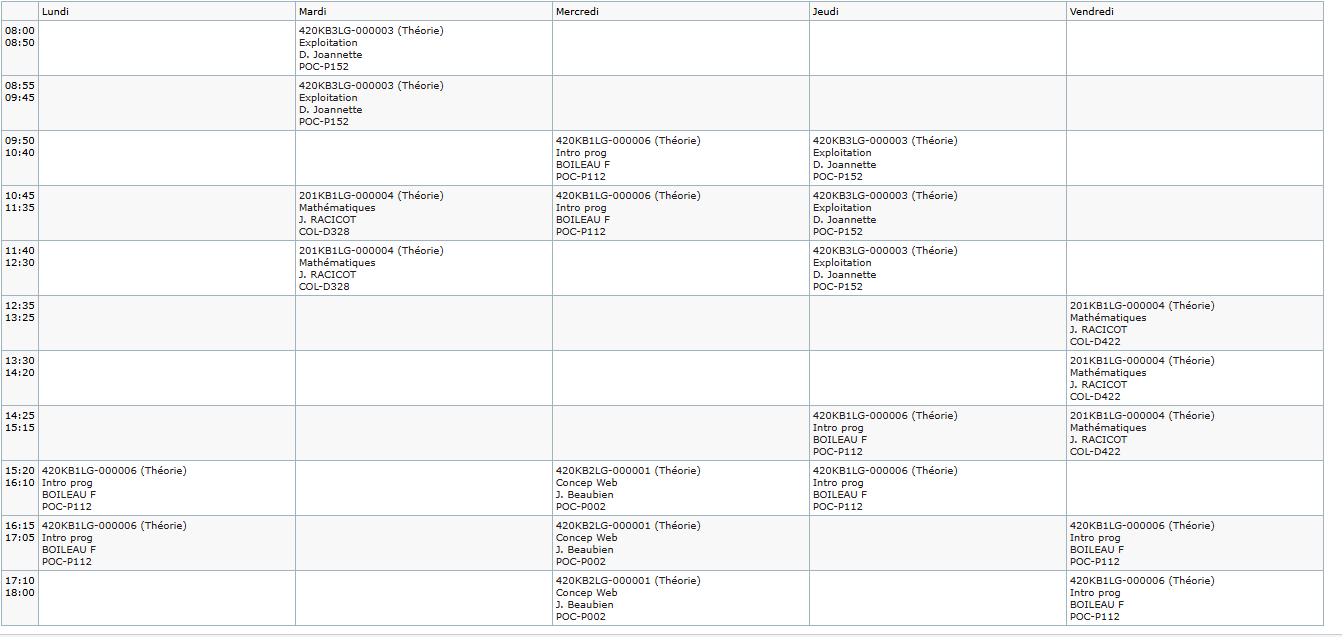 Lundi Mardi Mercredi Jeudi Vendredi
08:00
08:50
420KB3LG-000003 (Théorie)
Exploitation
D. Joannette
POC-P152
08:55
09:45
420KB3LG-000003 (Théorie)
Exploitation
D. Joannette
POC-P152
09:50
10:40
420KB1LG-000006 (Théorie)
Intro prog
BOILEAU F
POC-P112
420KB3LG-000003 (Théorie)
Exploitation
D. Joannette
POC-P152
10:45
11:35
201KB1LG-000004 (Théorie)
Mathématiques
J. RACICOT
COL-D328
420KB1LG-000006 (Théorie)
Intro prog
BOILEAU F
POC-P112
420KB3LG-000003 (Théorie)
Exploitation
D. Joannette
POC-P152
11:40
12:30
201KB1LG-000004 (Théorie)
Mathématiques
J. RACICOT
COL-D328
420KB3LG-000003 (Théorie)
Exploitation
D. Joannette
POC-P152
12:35
13:25
201KB1LG-000004 (Théorie)
Mathématiques
J. RACICOT
COL-D422
13:30
14:20
201KB1LG-000004 (Théorie)
Mathématiques
J. RACICOT
COL-D422
14:25
15:15
420KB1LG-000006 (Théorie)
Intro prog
BOILEAU F
POC-P112
201KB1LG-000004 (Théorie)
Mathématiques
J. RACICOT
COL-D422
15:20
16:10
420KB1LG-000006 (Théorie)
Intro prog
BOILEAU F
POC-P112
420KB2LG-000001 (Théorie)
Concep Web
J. Beaubien
POC-P002
420KB1LG-000006 (Théorie)
Intro prog
BOILEAU F
POC-P112
16:15
17:05
420KB1LG-000006 (Théorie)
Intro prog
BOILEAU F
POC-P112
420KB2LG-000001 (Théorie)
Concep Web
J. Beaubien
POC-P002
420KB1LG-000006 (Théorie)
Intro prog
BOILEAU F
POC-P112
17:10
18:00
420KB2LG-000001 (Théorie)
Concep Web
J. Beaubien
POC-P002
420KB1LG-000006 (Théorie)
Intro prog
BOILEAU F
POC-P112